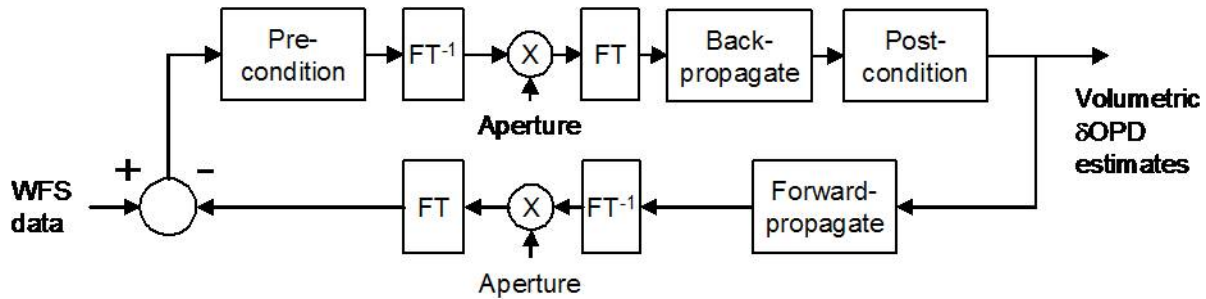 Pre-
condition
FT-1
X
FT
Back-
propagate
Post-
condition
Aperture
Volumetric
δOPD
estimates
+
-
WFS
data
FT
X
FT-1
Forward-
propagate
Aperture